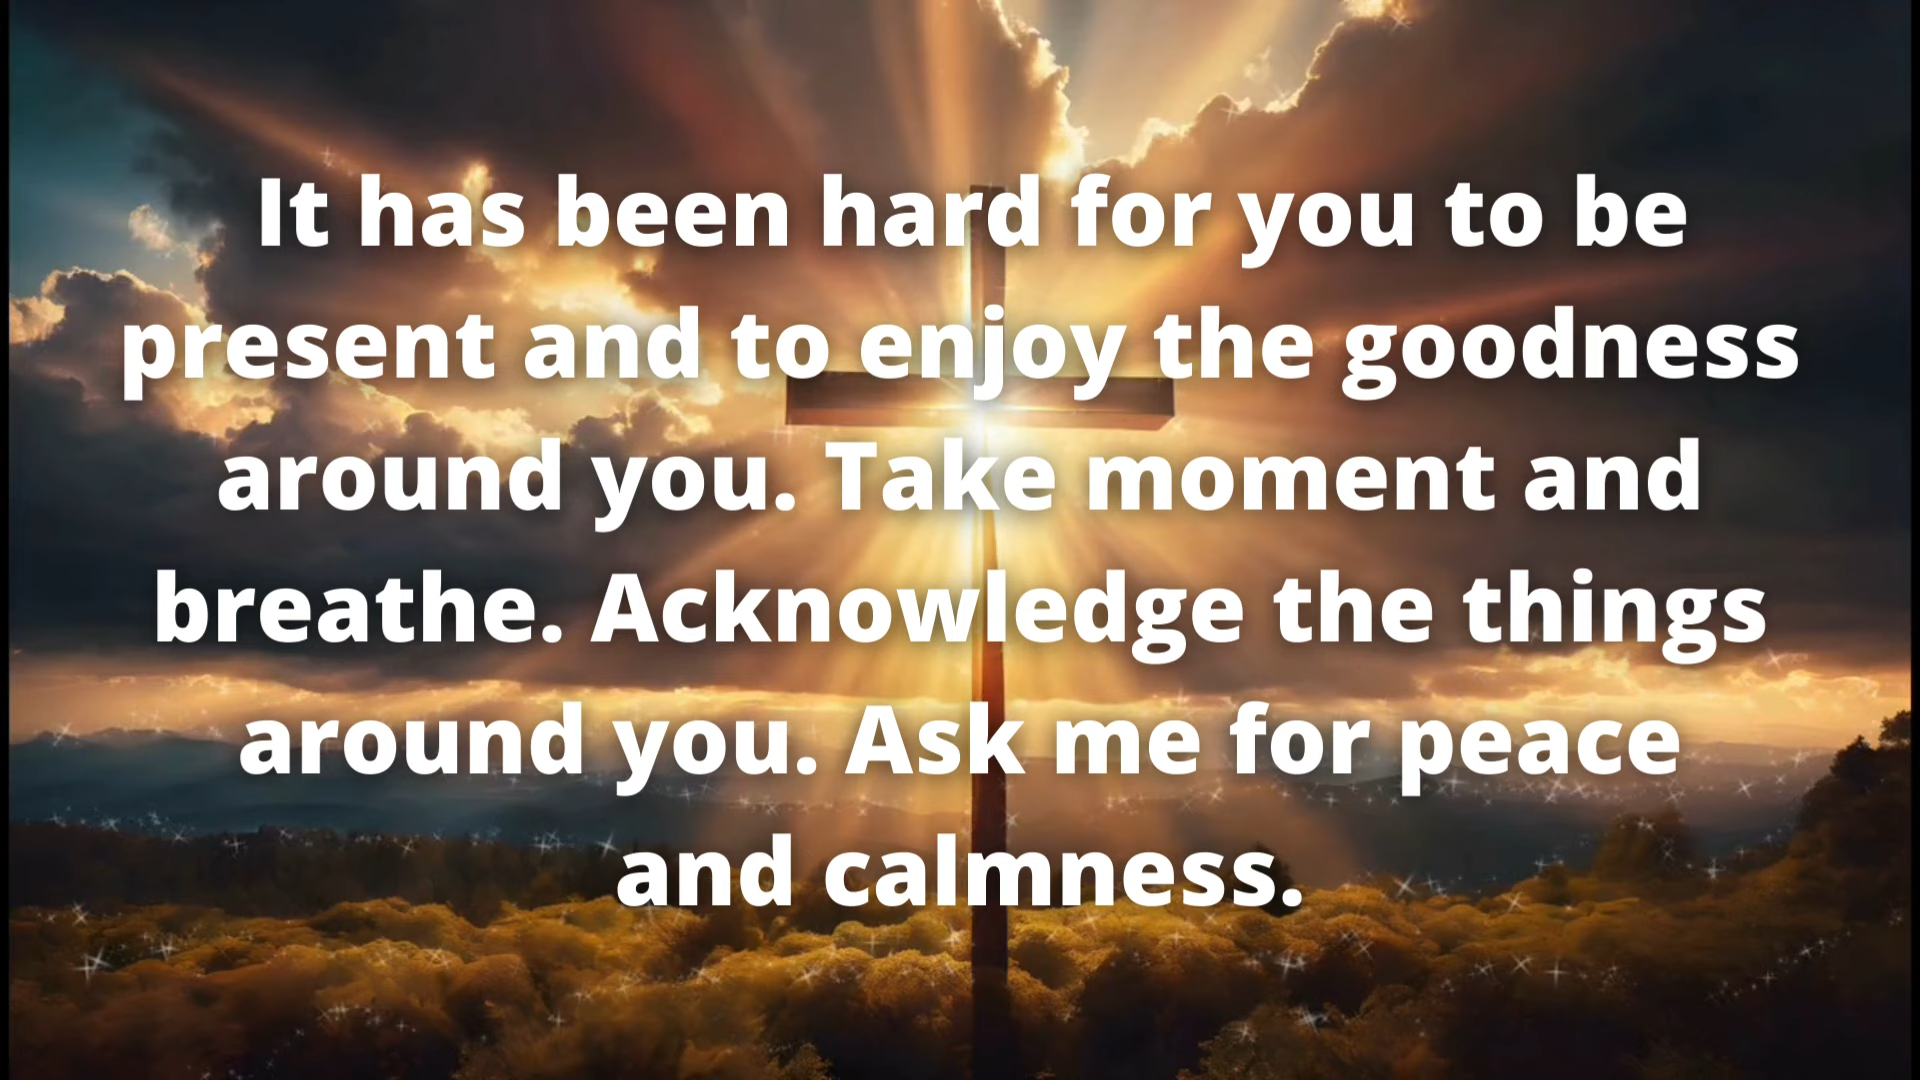 It has been hard for you to be
present and to enjoy the goodness
around you. Take moment and
breathe. Acknowledge the things
around you. Ask me for peace
and calmness.